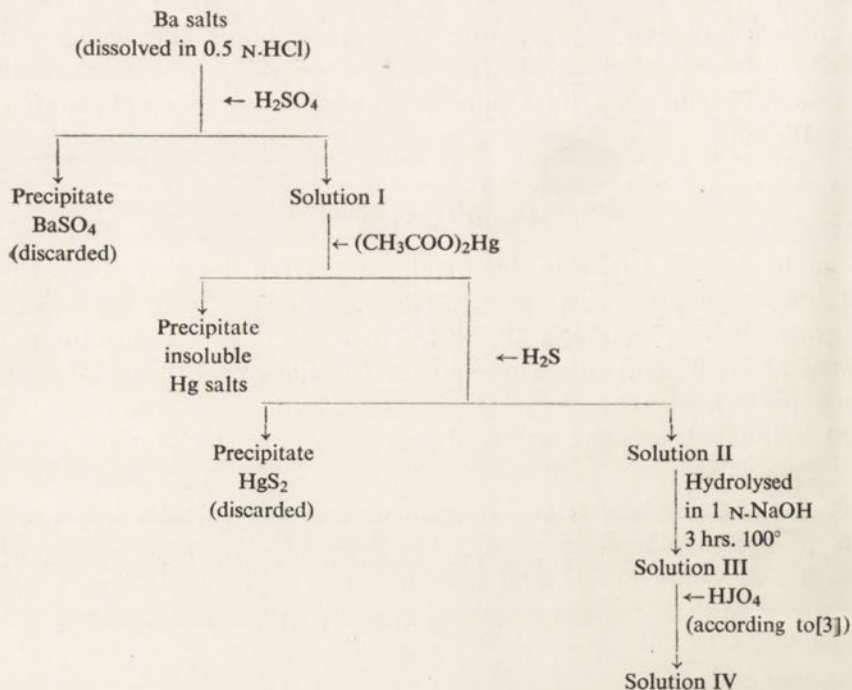 Ba salts
(dissolved in 0.5 N·HCl)
← H₂SO₄
Precipitate
BaSO₄
(discarded)
Solution I
←(CH₃COO)₂Hg
Precipitate
insoluble
Hg salts
←H₂S
Precipitate
HgS₂
(discarded)
Solution II
Hydrolysed
in 1 N·NaOH
3 hrs. 100°
Solution III
←HJO₄
(according to[3])
Solution IV